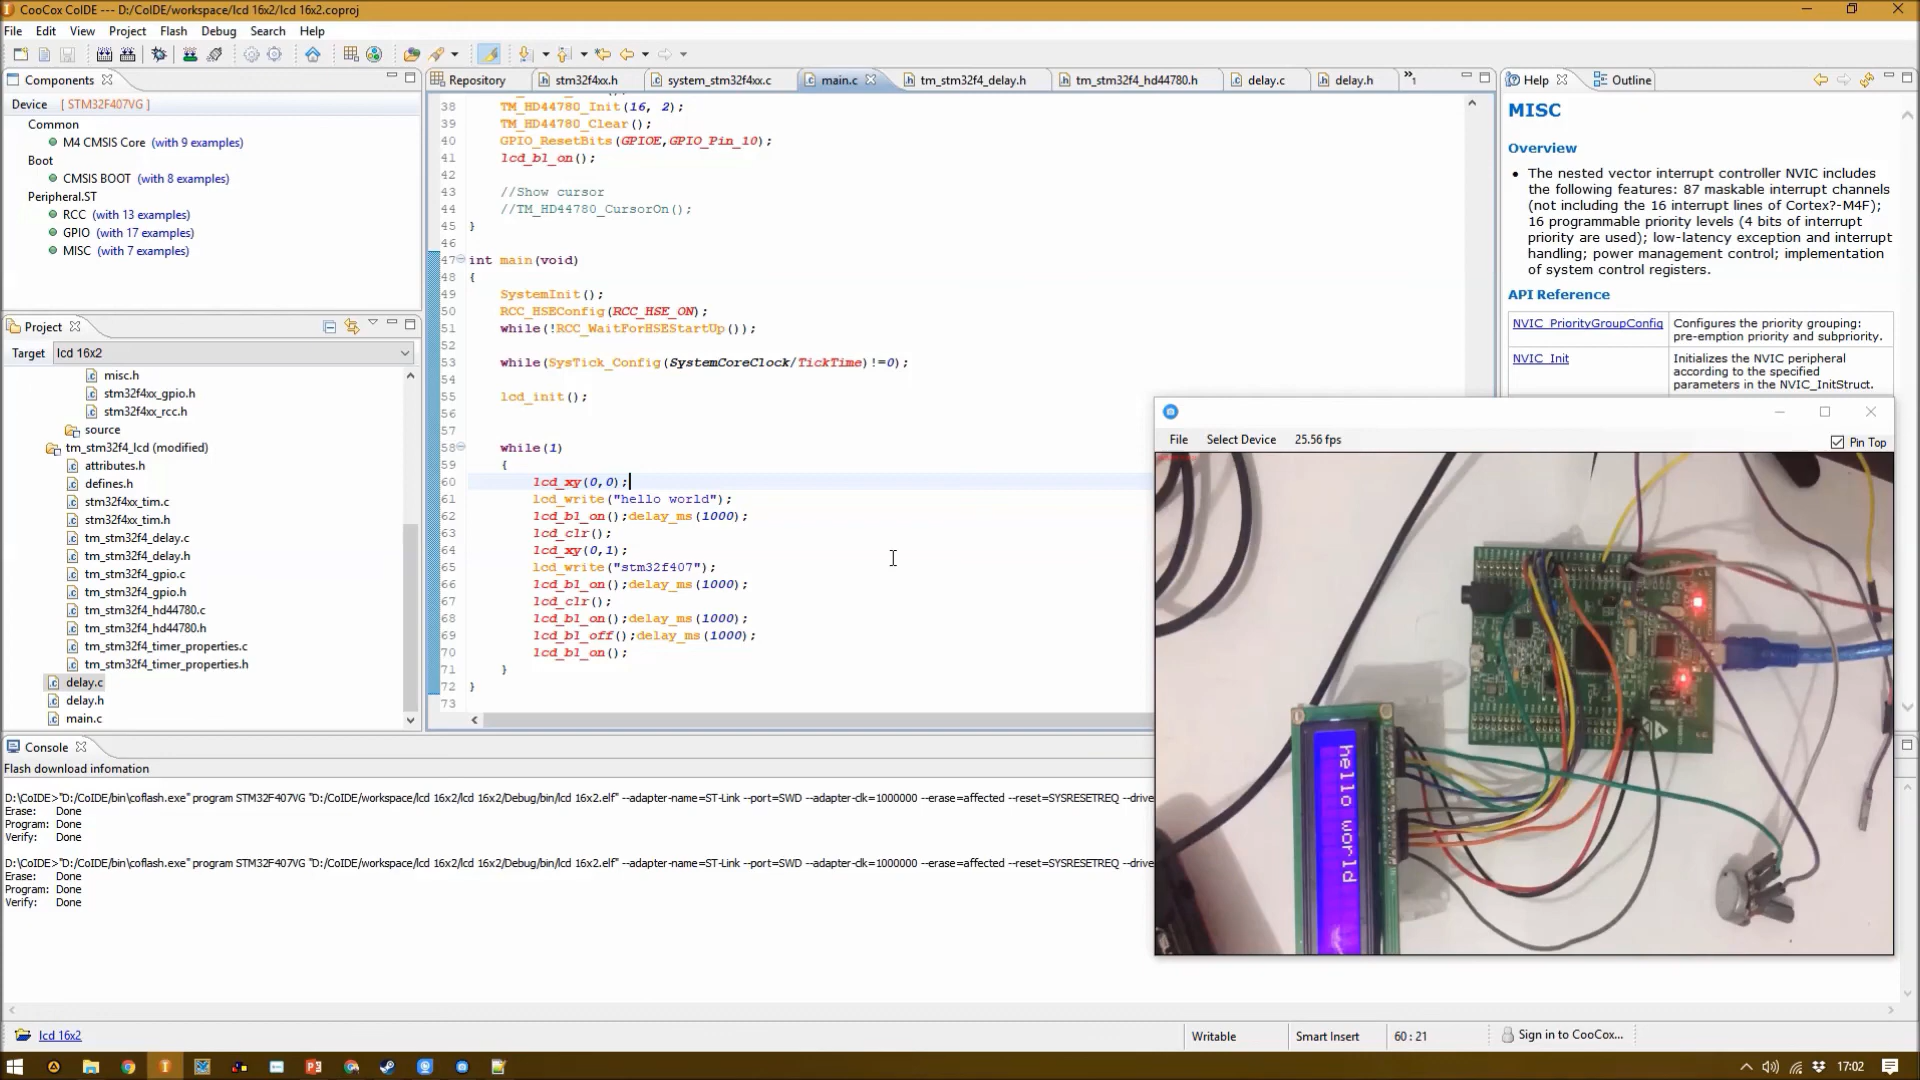 CooCox CoIDE --- D:/CoIDE/workspace/lcd 16x2/lcd 16x2.coproj
File Edit View Project Flash Debug Search Help
Components
Device [ STM32F407VG ]
Common
M4 CMSIS Core (with 9 examples)
Boot
CMSIS BOOT (with 8 examples)
Peripheral.ST
RCC (with 13 examples)
GPIO (with 17 examples)
MISC (with 7 examples)
Project
Target lcd 16x2
misc.h
stm32f4xx_gpio.h
stm32f4xx_rcc.h
source
tm_stm32f4_lcd (modified)
attributes.h
defines.h
stm32f4xx_tim.c
stm32f4xx_tim.h
tm_stm32f4_delay.c
tm_stm32f4_delay.h
tm_stm32f4_gpio.c
tm_stm32f4_gpio.h
tm_stm32f4_hd44780.c
tm_stm32f4_hd44780.h
tm_stm32f4_timer_properties.c
tm_stm32f4_timer_properties.h
delay.c
delay.h
main.c
Repository stm32f4xx.h system_stm32f4xx.c main.c tm_stm32f4_delay.h tm_stm32f4_hd44780.h delay.c delay.h »1
38 TM_HD44780_Init(16, 2);
39 TM_HD44780_Clear();
40 GPIO_ResetBits(GPIOE,GPIO_Pin_10);
41 lcd_bl_on();
42
43 //Show cursor
44 //TM_HD44780_CursorOn();
45 }
46
47 int main(void)
48 {
49 SystemInit();
50 RCC_HSEConfig(RCC_HSE_ON);
51 while(!RCC_WaitForHSEStartUp());
52
53 while(SysTick_Config(SystemCoreClock/TickTime)!=0);
54
55 lcd_init();
56
57
58 while(1)
59 {
60 lcd_xy(0,0);
61 lcd_write("hello world");
62 lcd_bl_on();delay_ms(1000);
63 lcd_clr();
64 lcd_xy(0,1);
65 lcd_write("stm32f407");
66 lcd_bl_on();delay_ms(1000);
67 lcd_clr();
68 lcd_bl_on();delay_ms(1000);
69 lcd_bl_off();delay_ms(1000);
70 lcd_bl_on();
71 }
72 }
73
Help Outline
MISC
Overview
The nested vector interrupt controller NVIC includes
the following features: 87 maskable interrupt channels
(not including the 16 interrupt lines of Cortex?-M4F);
16 programmable priority levels (4 bits of interrupt
priority are used); low-latency exception and interrupt
handling; power management control; implementation
of system control registers.
API Reference
NVIC_PriorityGroupConfig Configures the priority grouping:
pre-emption priority and subpriority.
NVIC_Init Initializes the NVIC peripheral
according to the specified
parameters in the NVIC_InitStruct.
File Select Device 25.56 fps Pin Top
hello world
Console
Flash download infomation
D:\CoIDE>"D:/CoIDE/bin\coflash.exe" program STM32F407VG "D:/CoIDE/workspace/lcd 16x2/lcd 16x2/Debug/bin/lcd 16x2.elf" --adapter-name=ST-Link --port=SWD --adapter-clk=1000000 --erase=affected --reset=SYSRESETREQ --drive
Erase: Done
Program: Done
Verify: Done
D:\CoIDE>"D:/CoIDE/bin\coflash.exe" program STM32F407VG "D:/CoIDE/workspace/lcd 16x2/lcd 16x2/Debug/bin/lcd 16x2.elf" --adapter-name=ST-Link --port=SWD --adapter-clk=1000000 --erase=affected --reset=SYSRESETREQ --drive
Erase: Done
Program: Done
Verify: Done
lcd 16x2 Writable Smart Insert 60 : 21 Sign in to CooCox...
17:02